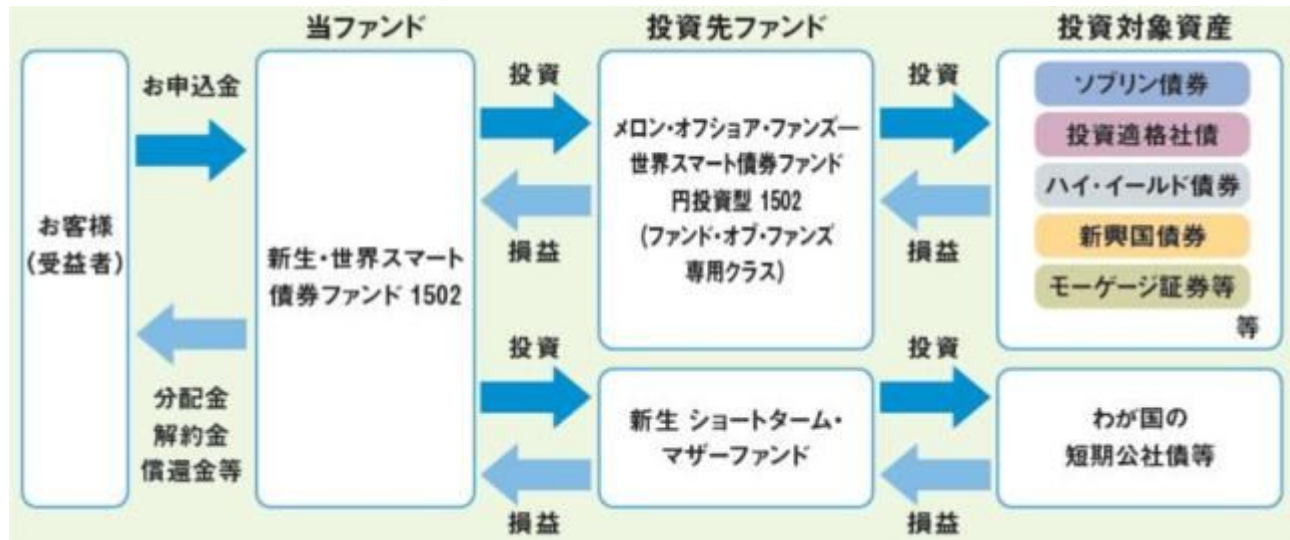 当ファンド
投資先ファンド
投資対象資産
お申込金
お客様
(受益者)
分配金
解約金
償還金等
新生・世界スマート
債券ファンド 1502
投資
損益
メロン・オフショア・ファンズ―
世界スマート債券ファンド
円投資型 1502
(ファンド・オブ・ファンズ
専用クラス)
投資
損益
ソブリン債券
投資適格社債
ハイ・イールド債券
新興国債券
モーゲージ証券等
等
投資
損益
新生 ショートターム・
マザーファンド
投資
損益
わが国の
短期公社債等